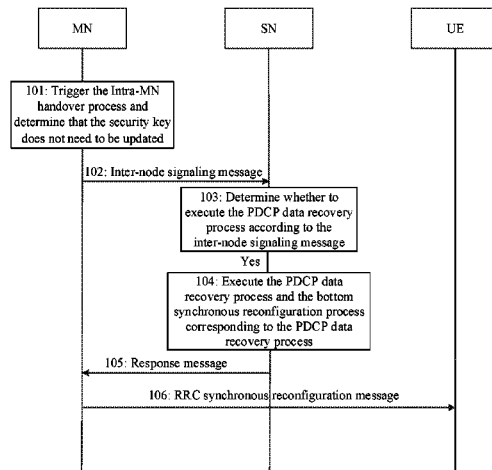 MN
SN
UE
101: Trigger the Intra-MN
handover process and
determine that the security key
does not need to be updated
102: Inter-node signaling message
103: Determine whether to
execute the PDCP data recovery
process according to the
inter-node signaling message
Yes
104: Execute the PDCP data
recovery process and the bottom
synchronous reconfiguration process
corresponding to the PDCP data
recovery process
105: Response message
106: RRC synchronous reconfiguration message